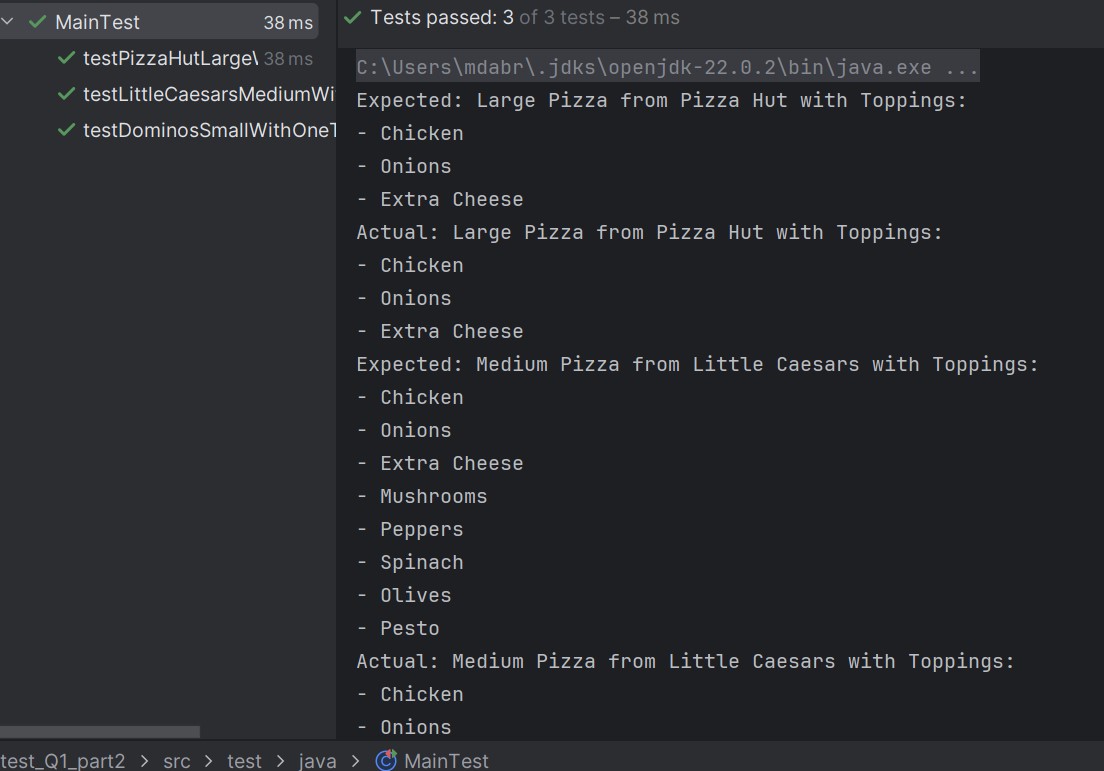 MainTest 38 ms
testPizzaHutLarge\ 38 ms
testLittleCaesarsMediumWi
testDominosSmallWithOneT
Tests passed: 3 of 3 tests – 38 ms
C:\Users\mdabr\.jdks\openjdk-22.0.2\bin\java.exe ...
Expected: Large Pizza from Pizza Hut with Toppings:
- Chicken
- Onions
- Extra Cheese
Actual: Large Pizza from Pizza Hut with Toppings:
- Chicken
- Onions
- Extra Cheese
Expected: Medium Pizza from Little Caesars with Toppings:
- Chicken
- Onions
- Extra Cheese
- Mushrooms
- Peppers
- Spinach
- Olives
- Pesto
Actual: Medium Pizza from Little Caesars with Toppings:
- Chicken
- Onions
test_Q1_part2 > src > test > java > MainTest